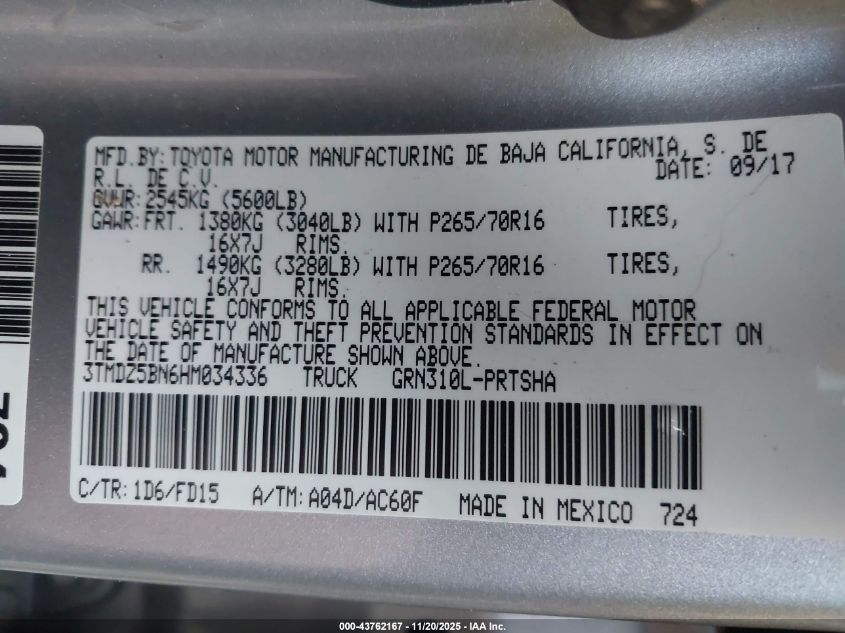 MFD.BY: TOYOTA MOTOR MANUFACTURING DE BAJA CALIFORNIA, S. DE
R.L. DE C.V. DATE: 09/17
GVWR: 2545KG (5600LB)
GAWR: FRT. 1380KG (3040LB) WITH P265/70R16 TIRES,
16X7J RIMS.
RR. 1490KG (3280LB) WITH P265/70R16 TIRES,
16X7J RIMS.
THIS VEHICLE CONFORMS TO ALL APPLICABLE FEDERAL MOTOR
VEHICLE SAFETY AND THEFT PREVENTION STANDARDS IN EFFECT ON
THE DATE OF MANUFACTURE SHOWN ABOVE.
3TMDZ5BN6HM034336 TRUCK GRN310L-PRTSHA
C/TR: 1D6/FD15 A/TM: A04D/AC60F MADE IN MEXICO 724
000-43762167 - 11/20/2025 - IAA Inc.